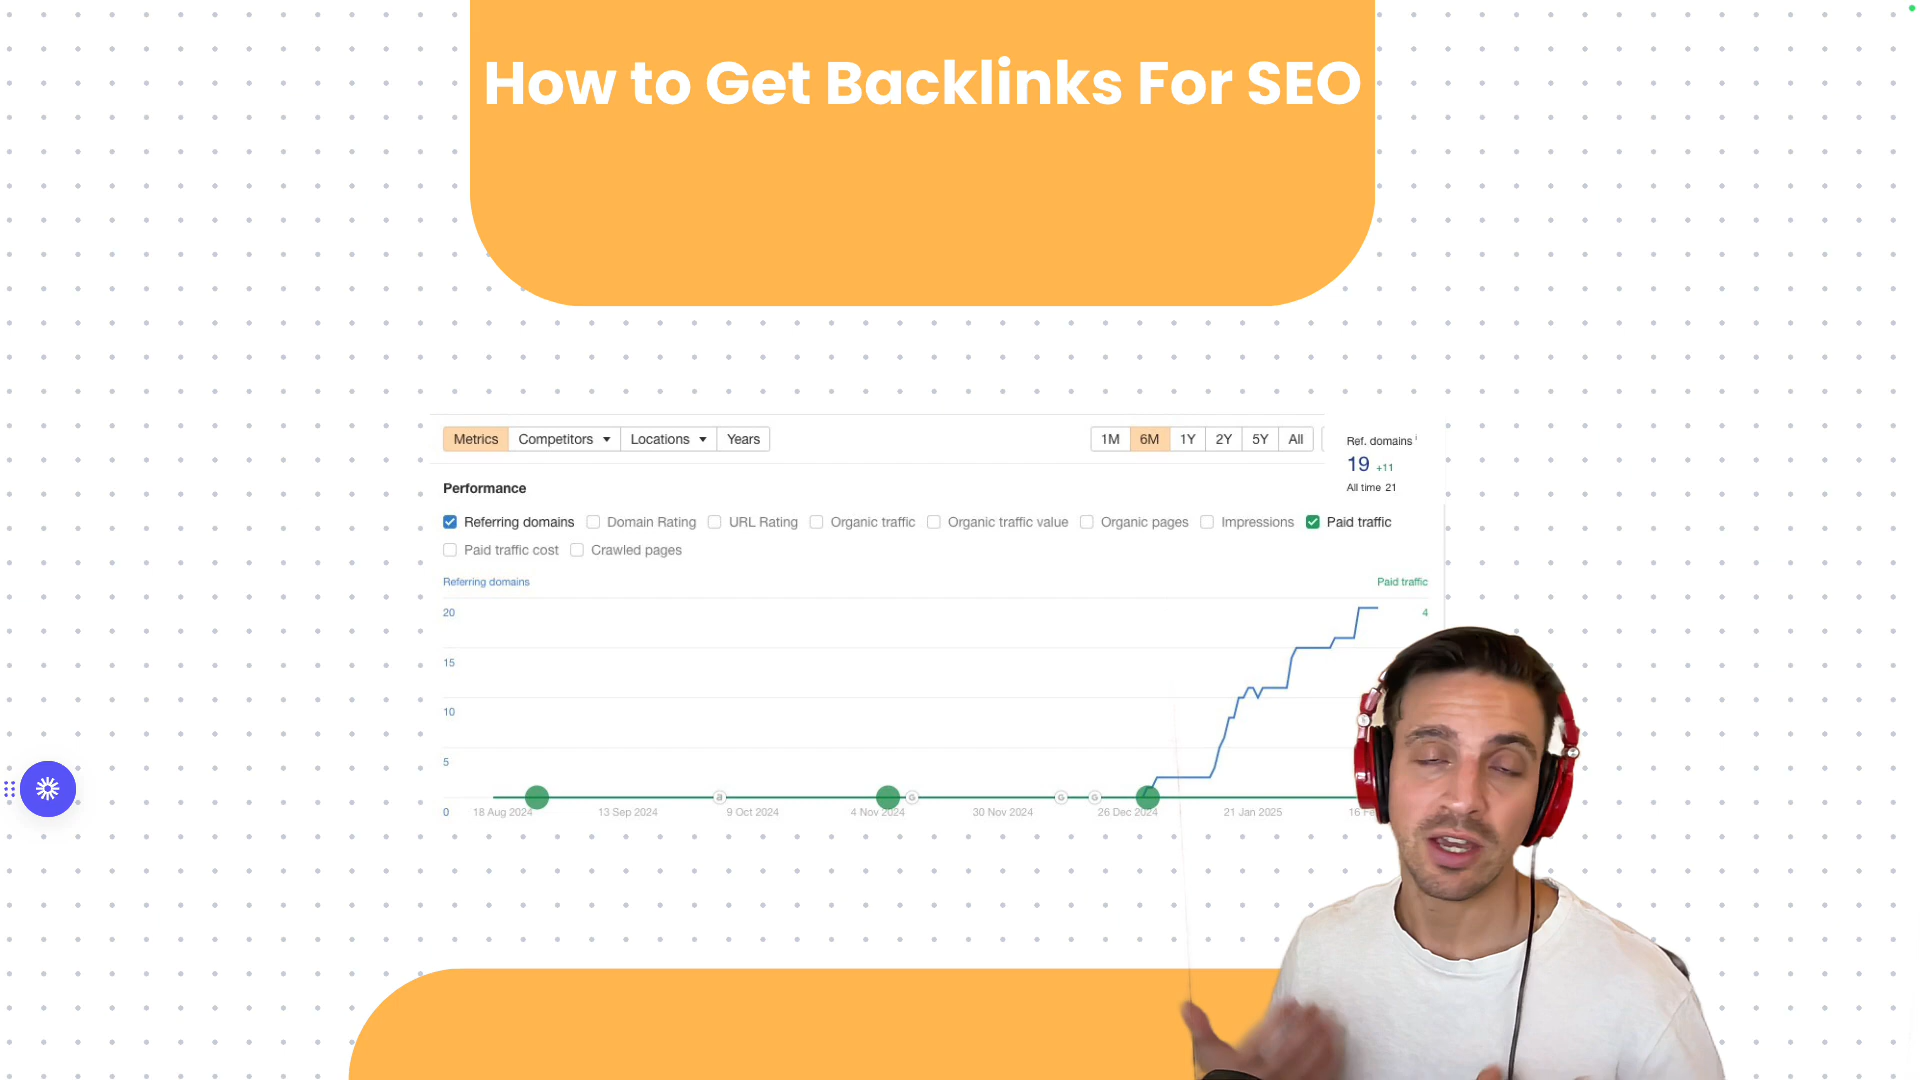 How to Get Backlinks For SEO
Metrics Competitors Locations Years 1M 6M 1Y 2Y 5Y All
Ref. domains i
19 +11
All time 21
Performance
Referring domains Domain Rating URL Rating Organic traffic Organic traffic value Organic pages Impressions Paid traffic
Paid traffic cost Crawled pages
Referring domains Paid traffic
20 4
15
10
5
a G G G
0 18 Aug 2024 13 Sep 2024 9 Oct 2024 4 Nov 2024 30 Nov 2024 26 Dec 2024 21 Jan 2025 16